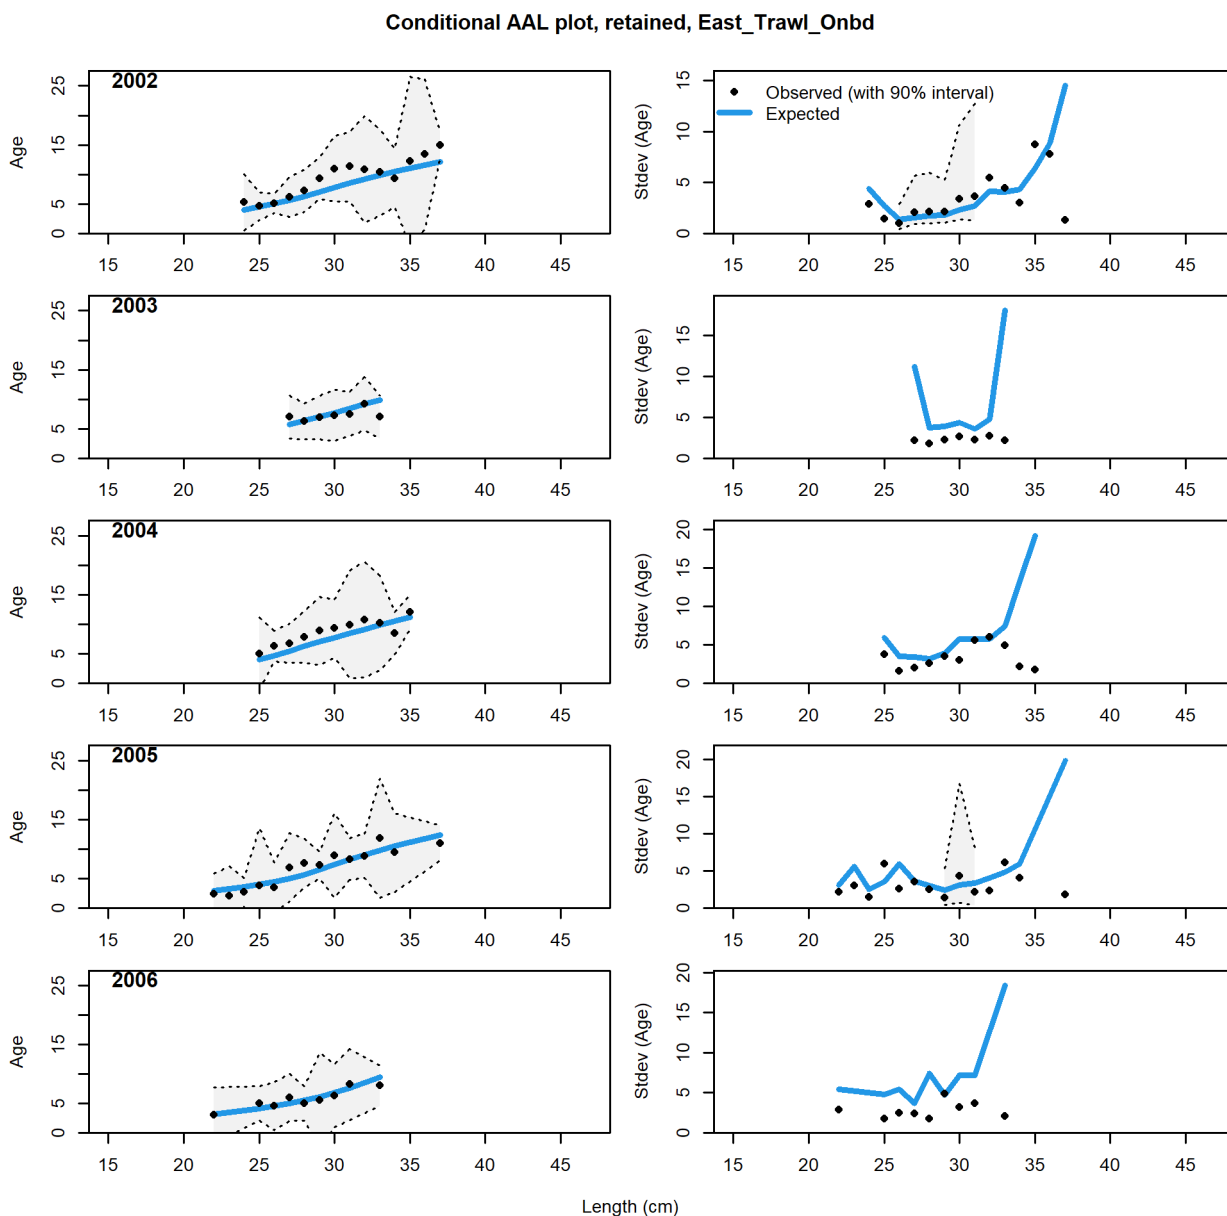 Conditional AAL plot, retained, East_Trawl_Onbd
2002
Age
0 5 15 25
15 20 25 30 35 40 45
Observed (with 90% interval)
Expected
Stdev (Age)
0 5 10 15
15 20 25 30 35 40 45
2003
Age
0 5 15 25
15 20 25 30 35 40 45
Stdev (Age)
0 5 10 15
15 20 25 30 35 40 45
2004
Age
0 5 15 25
15 20 25 30 35 40 45
Stdev (Age)
0 5 10 15 20
15 20 25 30 35 40 45
2005
Age
0 5 15 25
15 20 25 30 35 40 45
Stdev (Age)
0 5 10 15 20
15 20 25 30 35 40 45
2006
Age
0 5 15 25
15 20 25 30 35 40 45
Stdev (Age)
0 5 10 15 20
15 20 25 30 35 40 45
Length (cm)